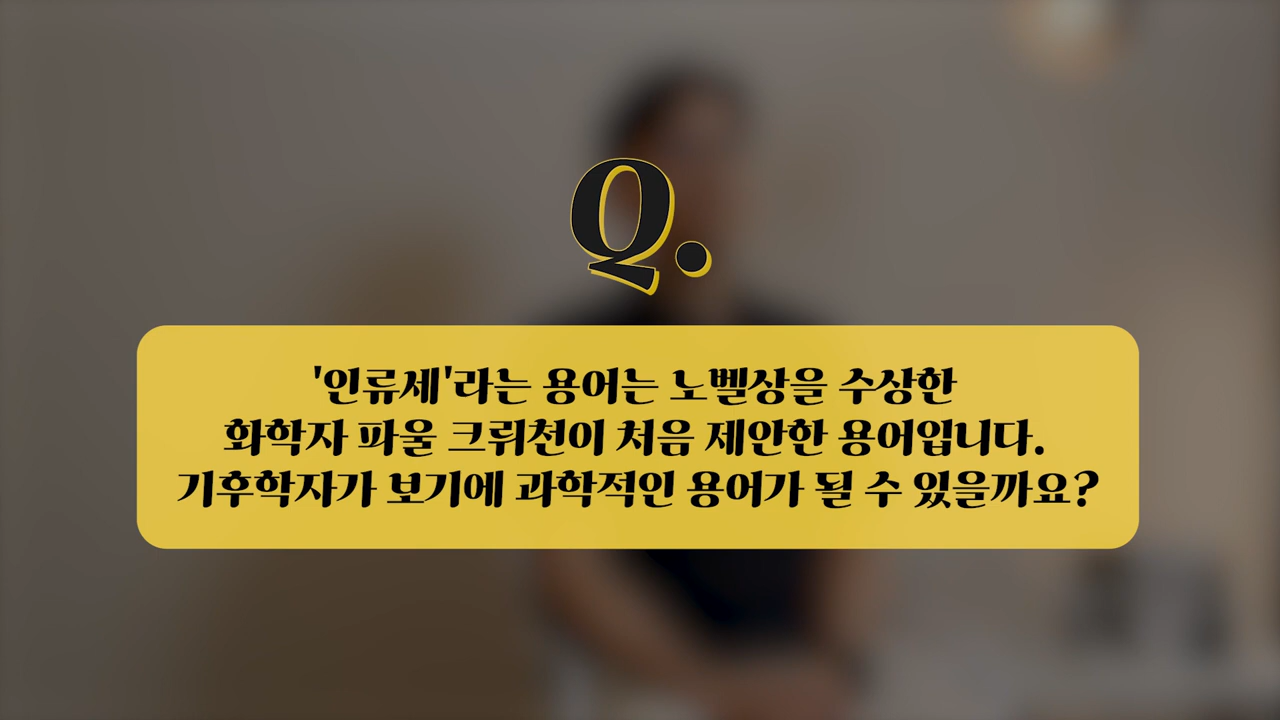 Q.
'인류세'라는 용어는 노벨상을 수상한
화학자 파울 크뤼천이 처음 제안한 용어입니다.
기후학자가 보기에 과학적인 용어가 될 수 있을까요?